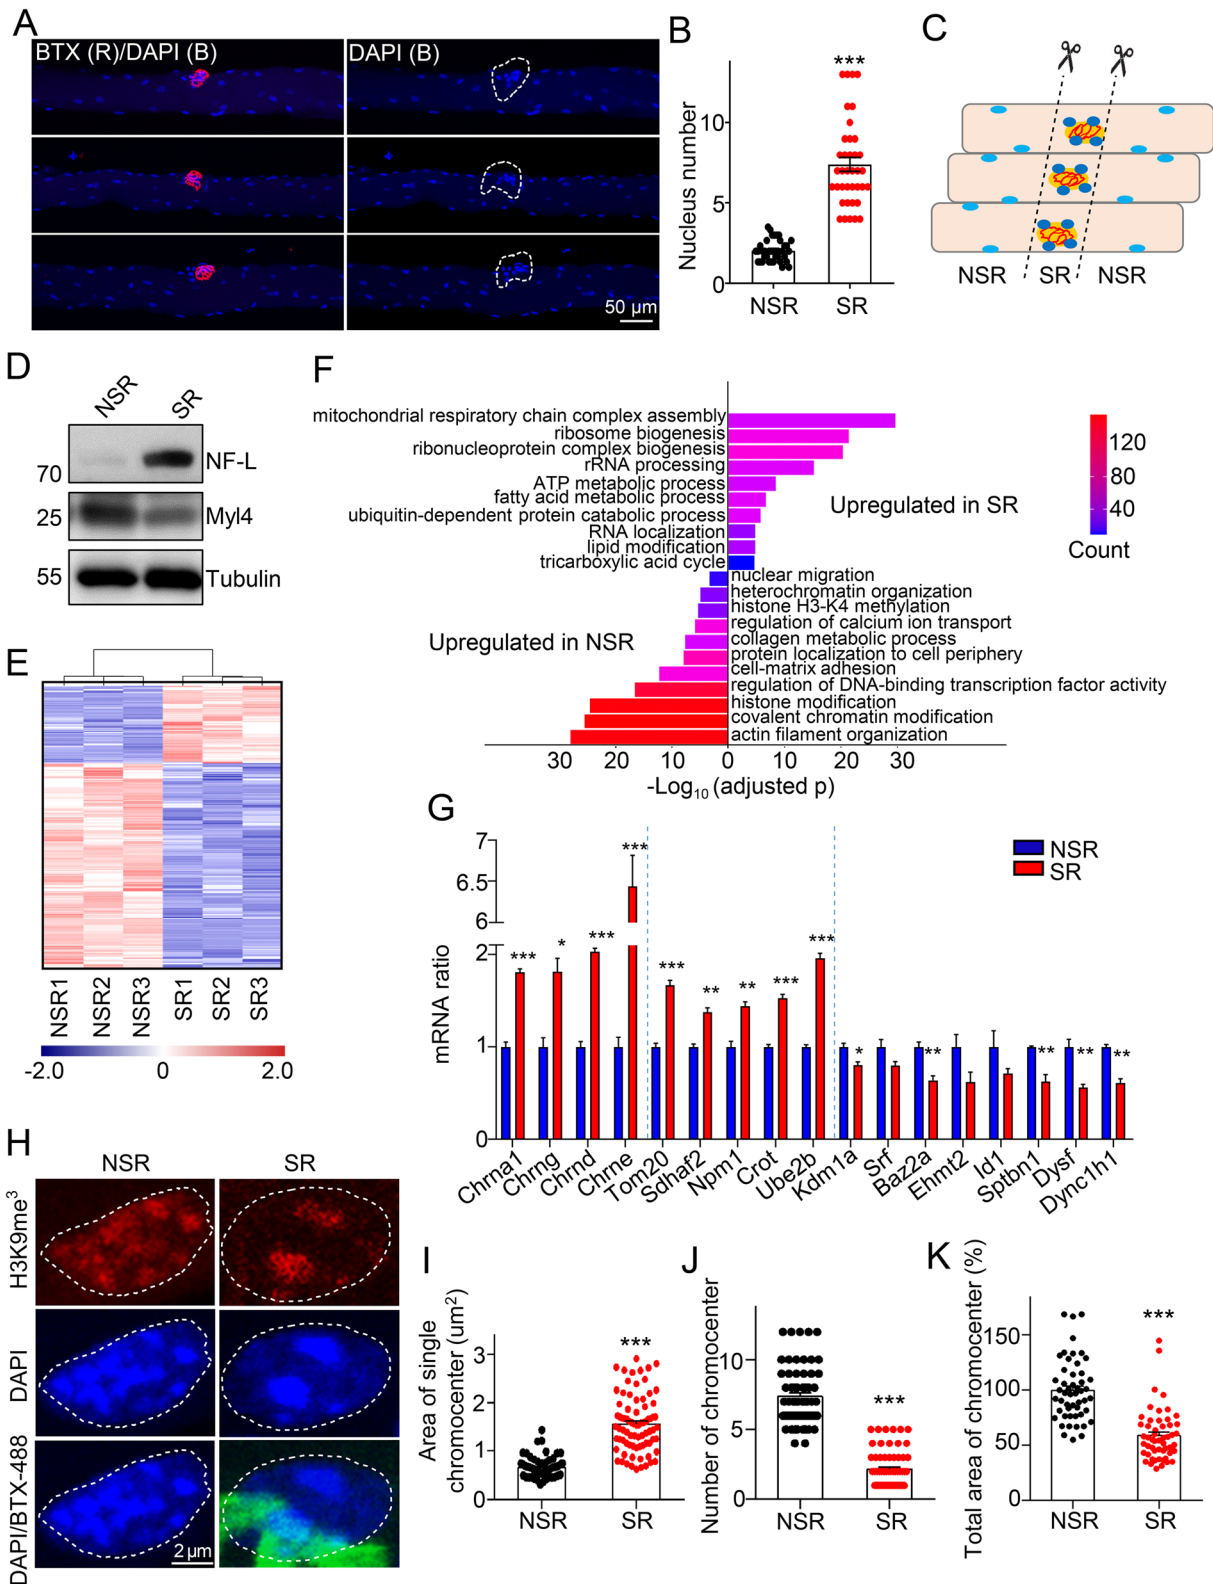 A
BTX (R)/DAPI (B)
DAPI (B)
50 µm
B
Nucleus number
10
5
0
***
NSR
SR
C
NSR
SR
NSR
D
NSR
SR
70
NF-L
25
Myl4
55
Tubulin
E
NSR1
NSR2
NSR3
SR1
SR2
SR3
-2.0
0
2.0
F
mitochondrial respiratory chain complex assembly
ribosome biogenesis
ribonucleoprotein complex biogenesis
rRNA processing
ATP metabolic process
fatty acid metabolic process
ubiquitin-dependent protein catabolic process
RNA localization
lipid modification
tricarboxylic acid cycle
Upregulated in SR
nuclear migration
heterochromatin organization
histone H3-K4 methylation
regulation of calcium ion transport
collagen metabolic process
protein localization to cell periphery
cell-matrix adhesion
regulation of DNA-binding transcription factor activity
histone modification
covalent chromatin modification
actin filament organization
Upregulated in NSR
30 20 10 0 10 20 30
-Log10 (adjusted p)
120
80
40
Count
G
mRNA ratio
7
6.5
6
2
1
0
***
*
***
***
***
**
**
***
***
*
**
**
**
**
NSR
SR
Chrna1
Chrng
Chrnd
Chrne
Tom20
Sdhaf2
Npm1
Crot
Ube2b
Kdm1a
Srf
Baz2a
Ehmt2
Id1
Sptbn1
Dysf
Dync1h1
H
NSR
SR
H3K9me3
DAPI
DAPI/BTX-488
2 µm
I
Area of single
chromocenter (um2)
3
2
1
0
***
NSR
SR
J
Number of chromocenter
10
5
0
***
NSR
SR
K
Total area of chromocenter (%)
150
100
50
0
***
NSR
SR